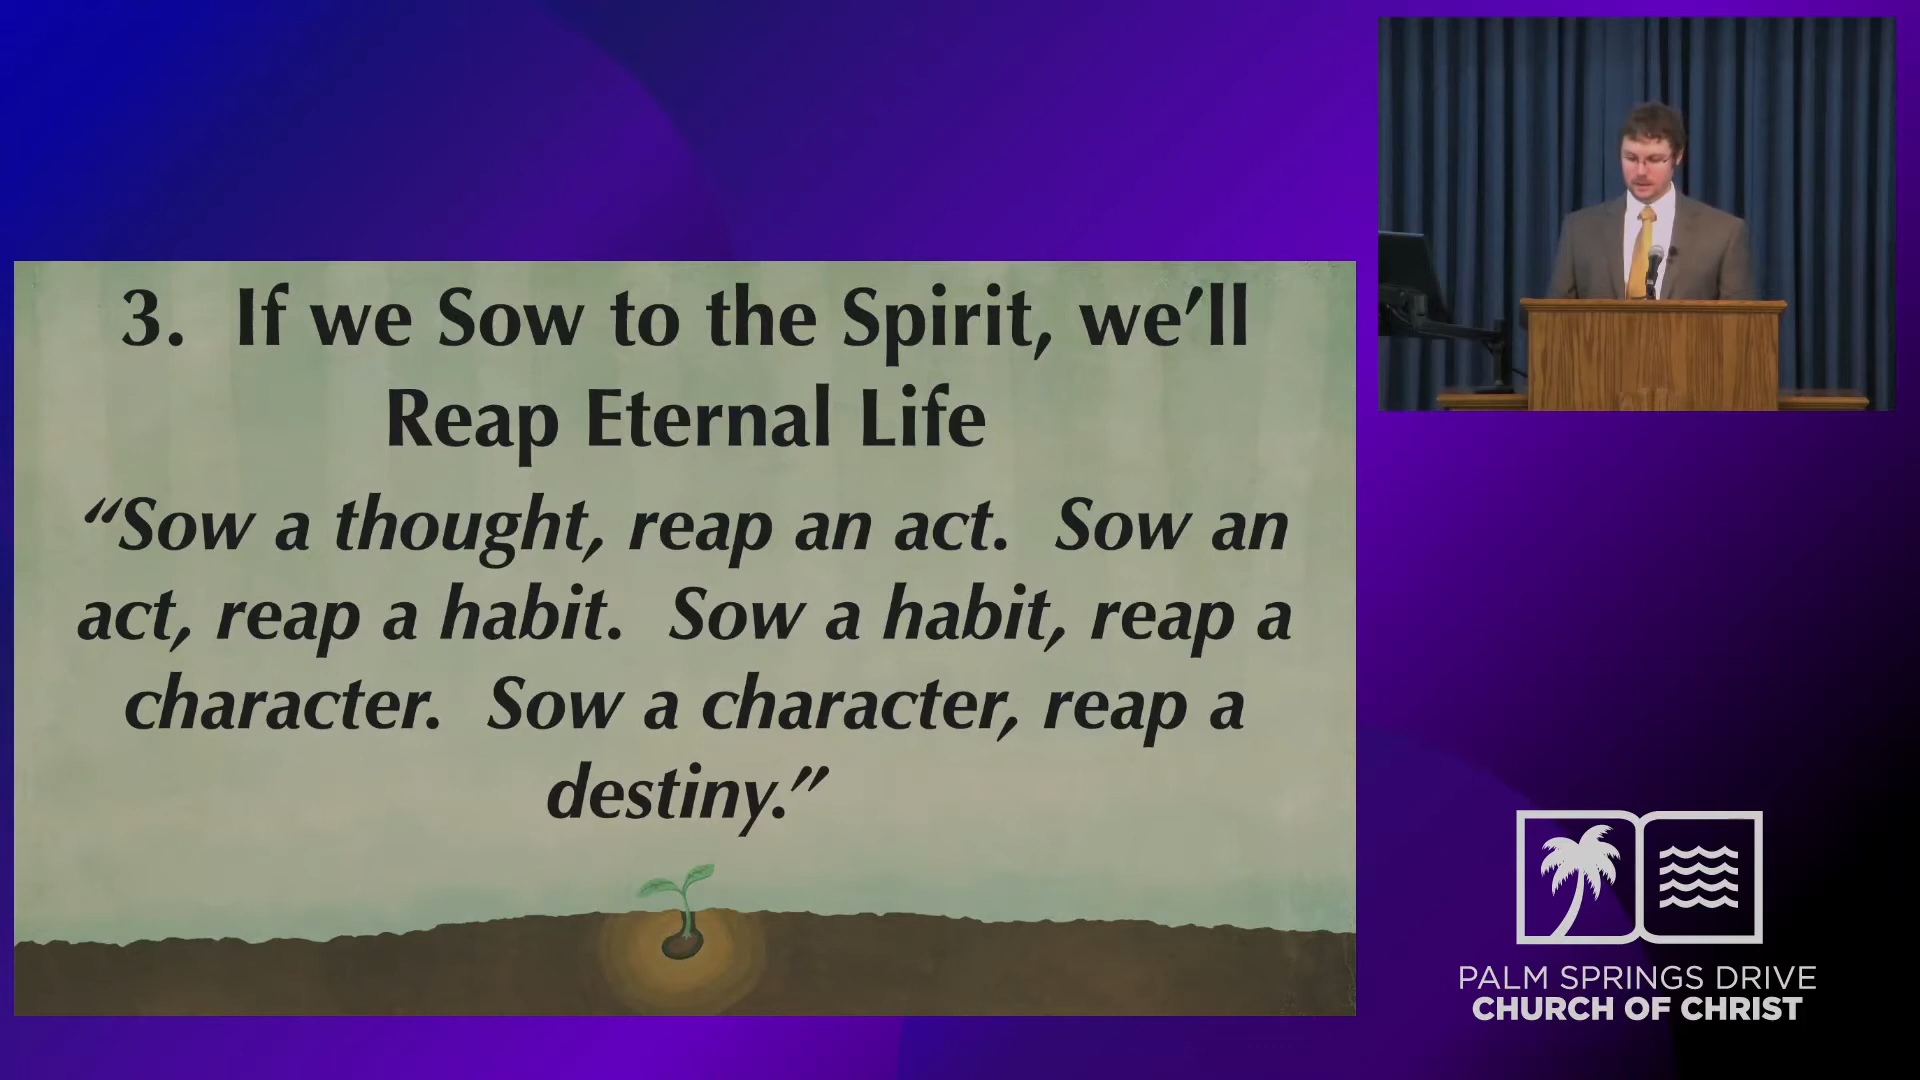 3.  If we Sow to the Spirit, we’ll
Reap Eternal Life
“Sow a thought, reap an act.  Sow an
act, reap a habit.  Sow a habit, reap a
character.  Sow a character, reap a
destiny.”
PALM SPRINGS DRIVE
CHURCH OF CHRIST